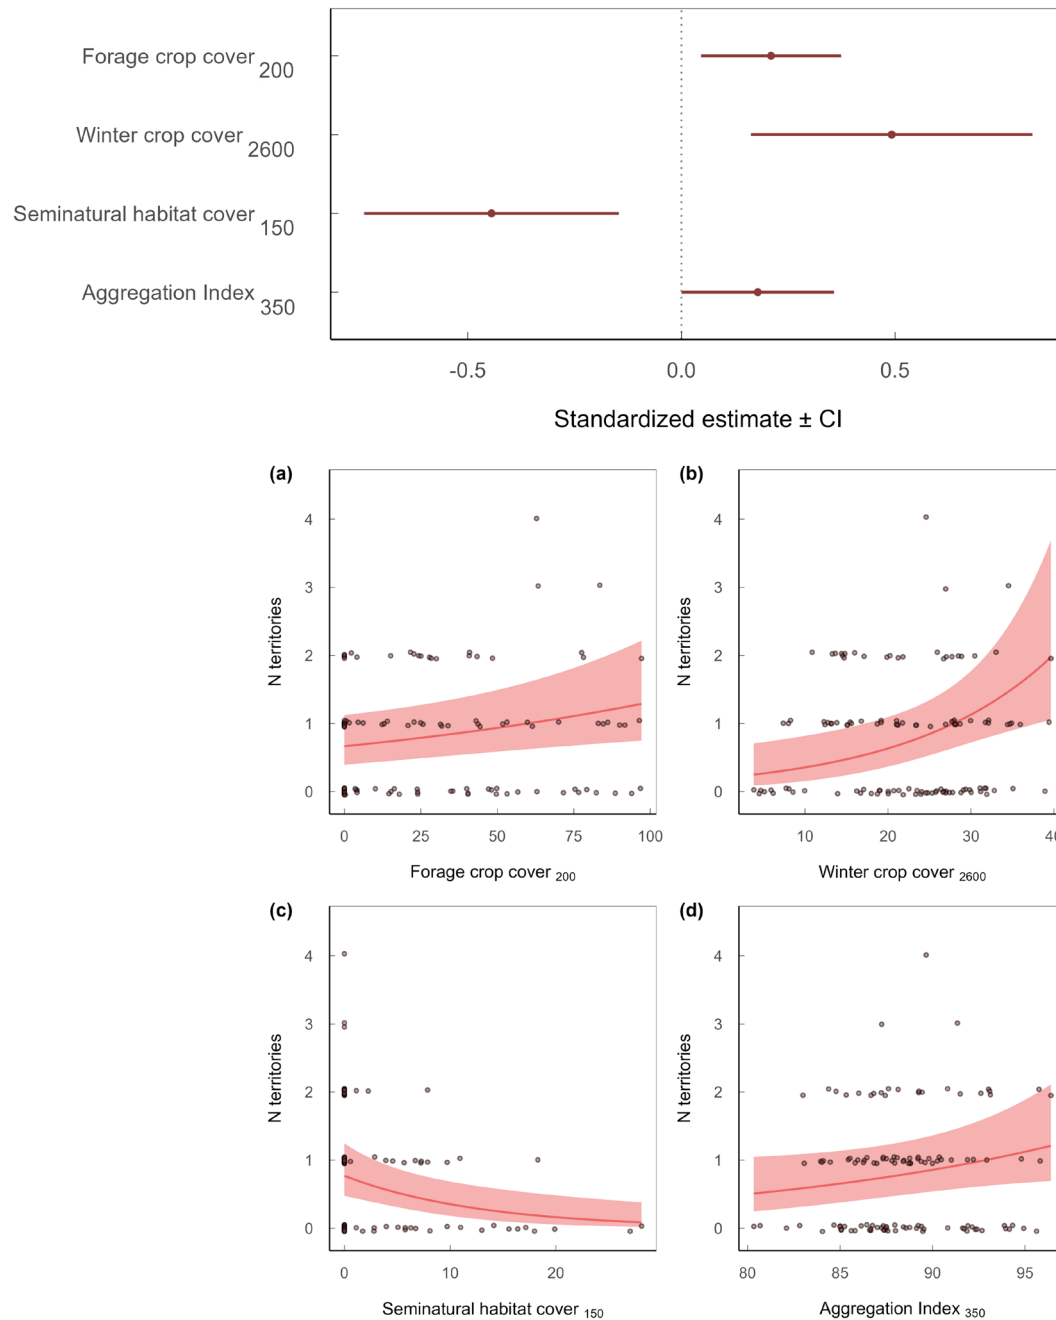 Forage crop cover 200
Winter crop cover 2600
Seminatural habitat cover 150
Aggregation Index 350
-0.5 0.0 0.5
Standardized estimate ± CI
(a)
N territories
4
3
2
1
0
0 25 50 75 100
Forage crop cover 200
(b)
N territories
4
3
2
1
0
10 20 30 40
Winter crop cover 2600
(c)
N territories
4
3
2
1
0
0 10 20
Seminatural habitat cover 150
(d)
N territories
4
3
2
1
0
80 85 90 95
Aggregation Index 350